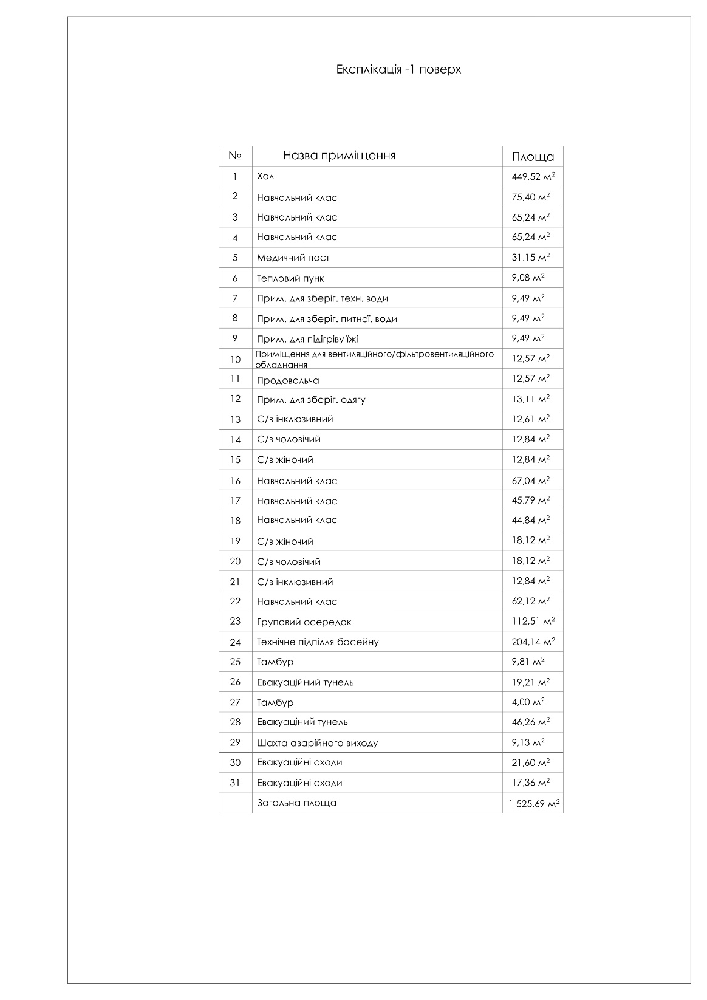 Експлікація -1 поверх
№ Назва приміщення Площа
1 Хол 449,52 м²
2 Навчальний клас 75,40 м²
3 Навчальний клас 65,24 м²
4 Навчальний клас 65,24 м²
5 Медичний пост 31,15 м²
6 Тепловий пунк 9,08 м²
7 Прим. для зберіг. техн. води 9,49 м²
8 Прим. для зберіг. питної. води 9,49 м²
9 Прим. для підігріву їжі 9,49 м²
10 Приміщення для вентиляційного/фільтровентиляційного
обладнання 12,57 м²
11 Продовольча 12,57 м²
12 Прим. для зберіг. одягу 13,11 м²
13 С/в інклюзивний 12,61 м²
14 С/в чоловічий 12,84 м²
15 С/в жіночий 12,84 м²
16 Навчальний клас 67,04 м²
17 Навчальний клас 45,79 м²
18 Навчальний клас 44,84 м²
19 С/в жіночий 18,12 м²
20 С/в чоловічий 18,12 м²
21 С/в інклюзивний 12,84 м²
22 Навчальний клас 62,12 м²
23 Груповий осередок 112,51 м²
24 Технічне підпілля басейну 204,14 м²
25 Тамбур 9,81 м²
26 Евакуаційний тунель 19,21 м²
27 Тамбур 4,00 м²
28 Евакуаціний тунель 46,26 м²
29 Шахта аварійного виходу 9,13 м²
30 Евакуаційні сходи 21,60 м²
31 Евакуаційні сходи 17,36 м²
Загальна площа 1 525,69 м²